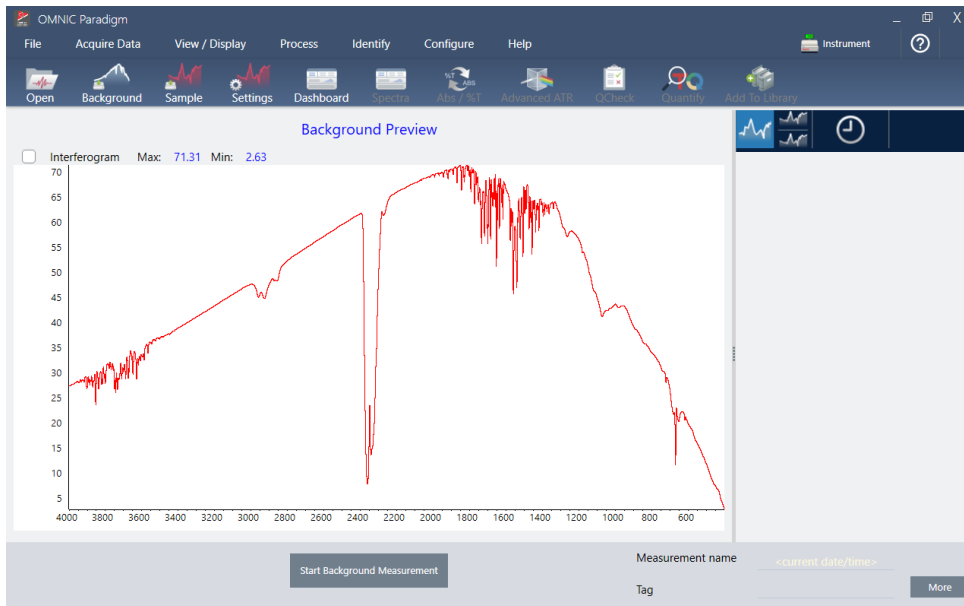 OMNIC Paradigm
File Acquire Data View / Display Process Identify Configure Help Instrument
Open Background Sample Settings Dashboard Spectra Abs / %T Advanced ATR QCheck Quantify Add To Library
%T ABS
Background Preview
Interferogram Max: 71.31 Min: 2.63
70
65
60
55
50
45
40
35
30
25
20
15
10
5
4000 3800 3600 3400 3200 3000 2800 2600 2400 2200 2000 1800 1600 1400 1200 1000 800 600
Start Background Measurement
Measurement name <current date/time>
Tag
More